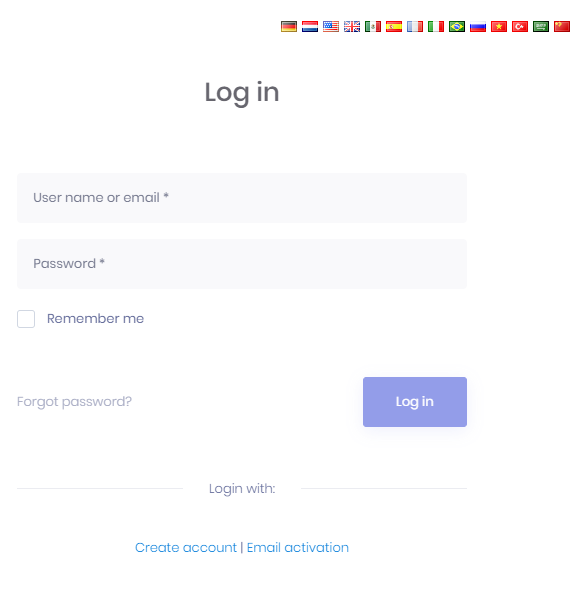 Log in
User name or email *
Password *
Remember me
Forgot password?
Log in
Login with:
Create account | Email activation